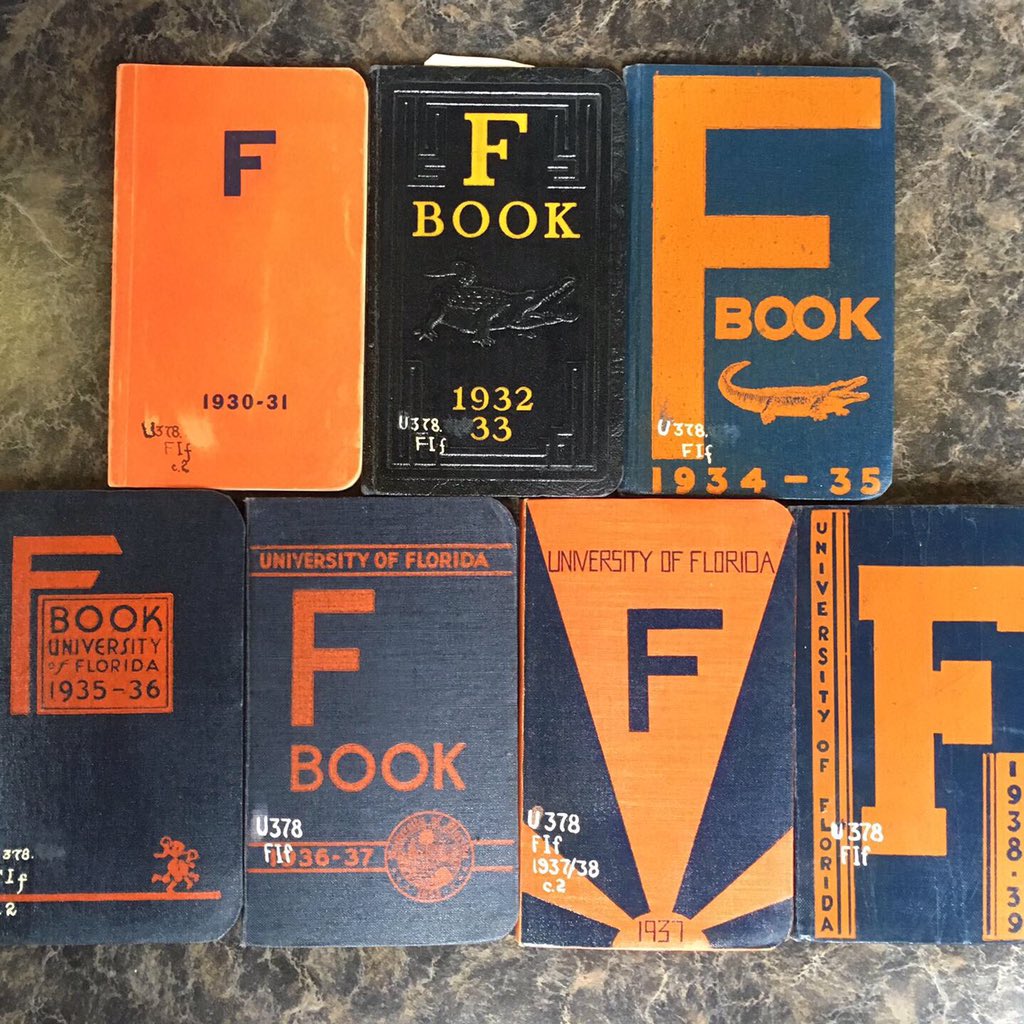 F
1930-31
U378.
FIf
c.2
F
BOOK
1932
33
U378.
FIf
F
BOOK
U378.
FIf
1934-35
F
BOOK
UNIVERSITY
of FLORIDA
1935-36
378.
FIf
.2
UNIVERSITY OF FLORIDA
F
BOOK
U378
FIf
36-37
UNIVERSITY OF FLORIDA
F
U378
FIf
1937/38
c.2
1937
UNIVERSITY OF FLORIDA
F
U378
FIf
1938-39